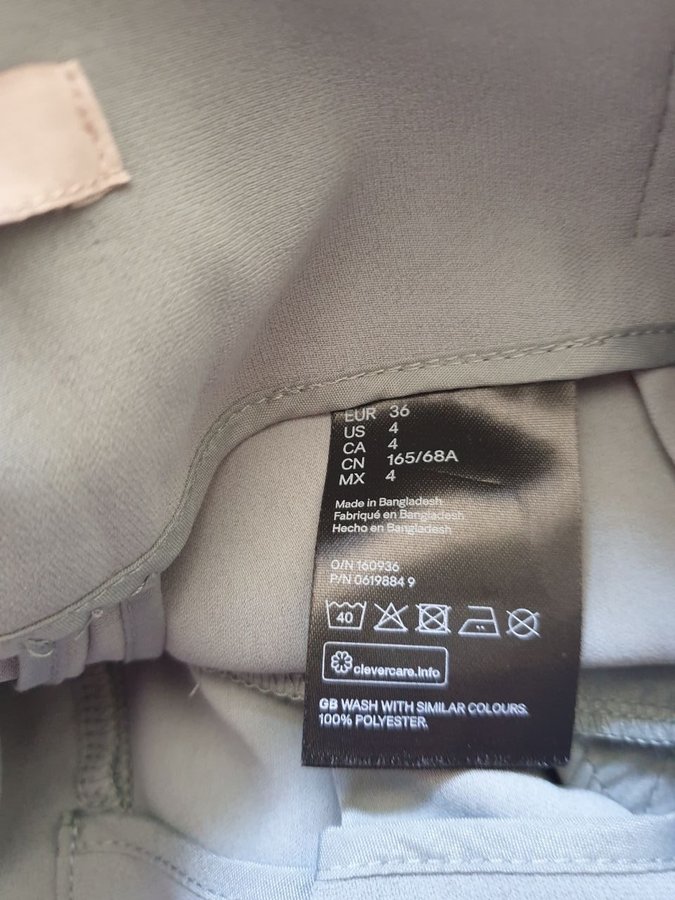 EUR 36
US 4
CA 4
CN 165/68A
MX 4
Made in Bangladesh
Fabriqué en Bangladesh
Hecho en Bangladesh
O/N 160936
P/N 0619884 9
40
clevercare.info
GB WASH WITH SIMILAR COLOURS.
100% POLYESTER.